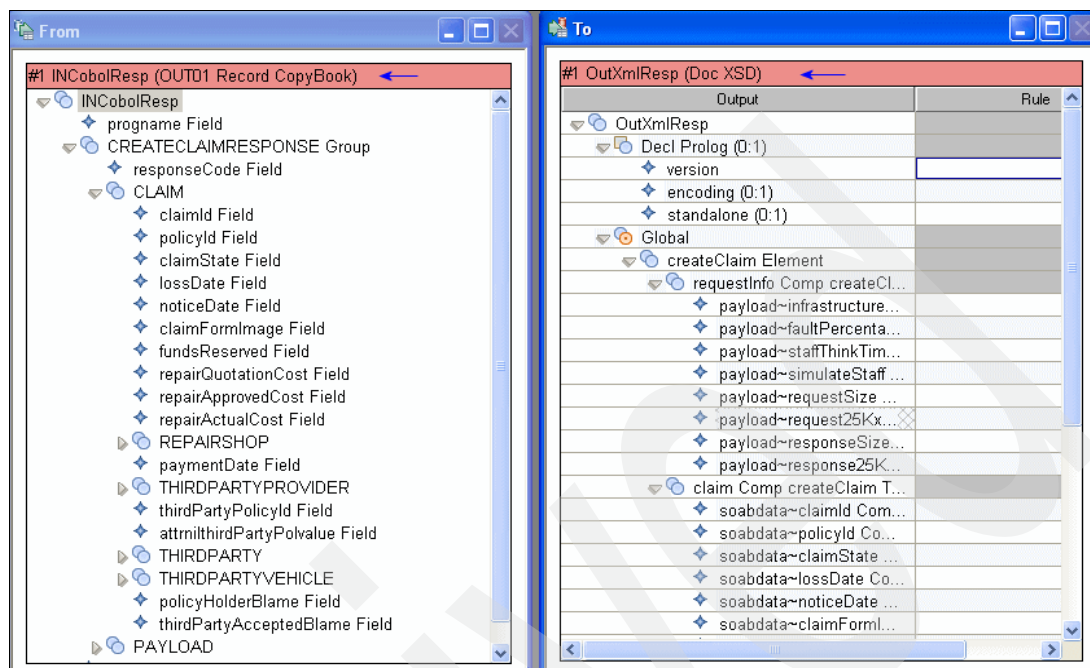 From
#1 INCobolResp (OUT01 Record CopyBook)
INCobolResp
progname Field
CREATECLAIMRESPONSE Group
responseCode Field
CLAIM
claimId Field
policyId Field
claimState Field
lossDate Field
noticeDate Field
claimFormImage Field
fundsReserved Field
repairQuotationCost Field
repairApprovedCost Field
repairActualCost Field
REPAIRSHOP
paymentDate Field
THIRDPARTYPROVIDER
thirdPartyPolicyId Field
attrnilthirdPartyPolvalue Field
THIRDPARTY
THIRDPARTYVEHICLE
policyHolderBlame Field
thirdPartyAcceptedBlame Field
PAYLOAD
To
#1 OutXmlResp (Doc XSD)
Output Rule
OutXmlResp
Decl Prolog (0:1)
version
encoding (0:1)
standalone (0:1)
Global
createClaim Element
requestInfo Comp createCl...
payload~infrastructure...
payload~faultPercenta...
payload~staffThinkTim...
payload~simulateStaff ...
payload~requestSize ...
payload~request25Kx...
payload~responseSize...
payload~response25K...
claim Comp createClaim T...
soabdata~claimId Com...
soabdata~policyId Co...
soabdata~claimState ...
soabdata~lossDate Co...
soabdata~noticeDate ...
soabdata~claimFormI...